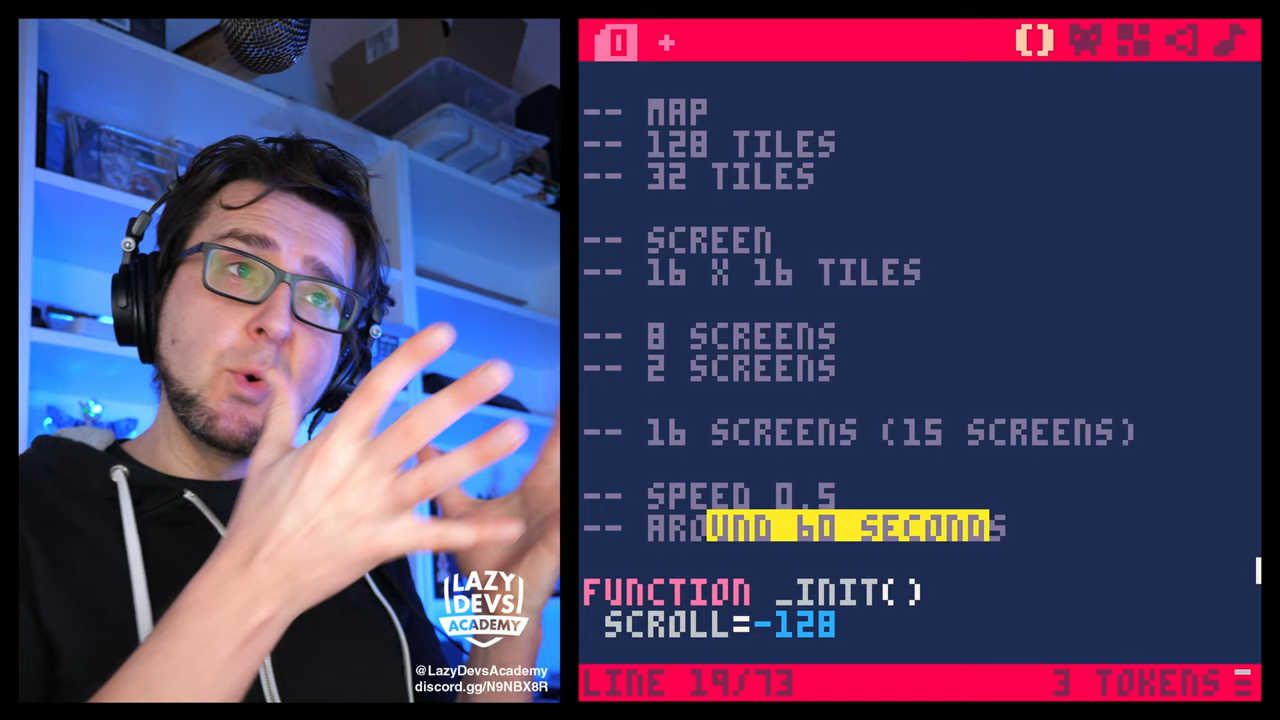 LAZY
DEVS
ACADEMY
@LazyDevsAcademy
discord.gg/N9NBX8R
0 +
-- MAP
-- 128 TILES
-- 32 TILES
-- SCREEN
-- 16 X 16 TILES
-- 8 SCREENS
-- 2 SCREENS
-- 16 SCREENS (15 SCREENS)
-- SPEED 0.5
-- AROUND 60 SECONDS
FUNCTION _INIT()
SCROLL=-128
LINE 19/73
3 TOKENS